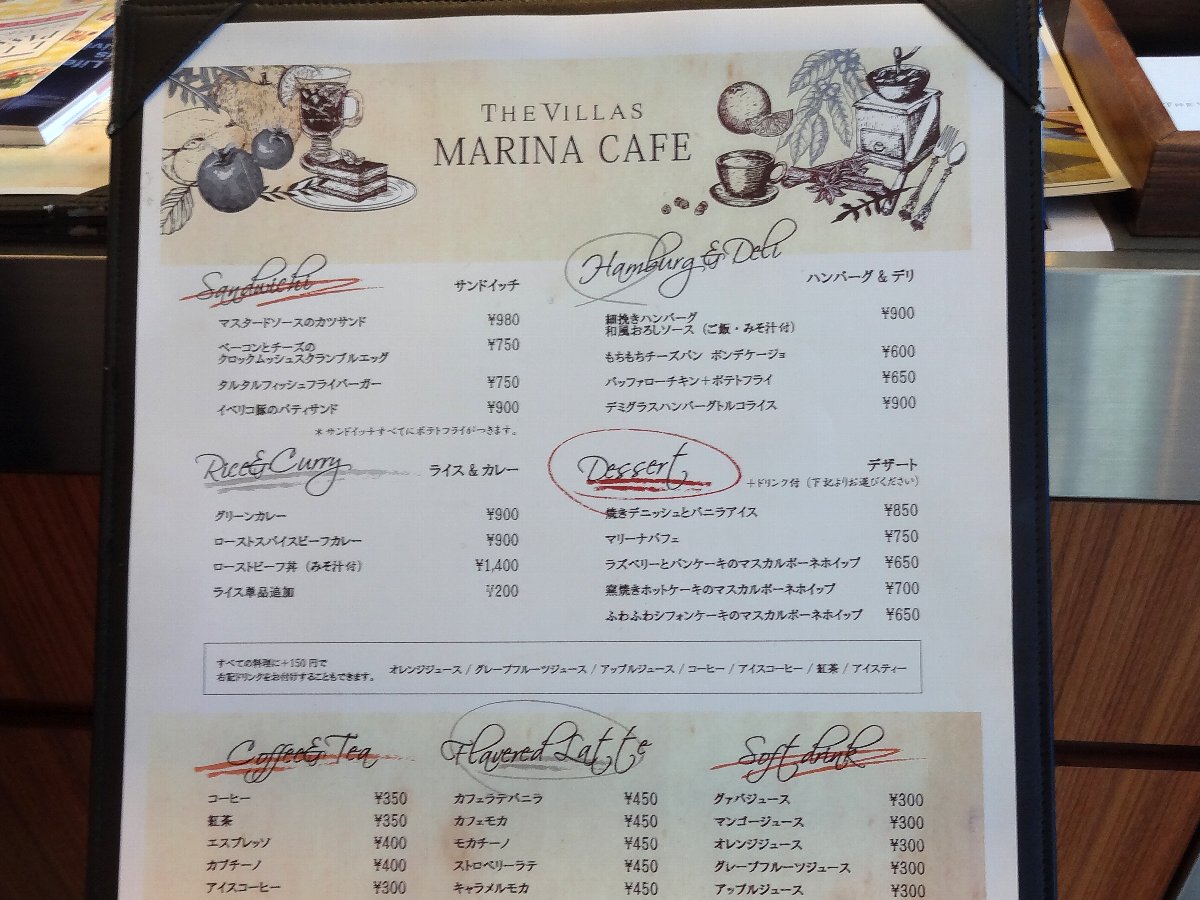 THE VILLAS
MARINA CAFE
Sandwichi サンドイッチ
マスタードソースのカツサンド ¥980
ベーコンとチーズの ¥750
クロックムッシュスクランブルエッグ
タルタルフィッシュフライバーガー ¥750
イベリコ豚のパティサンド ¥900
＊サンドイッチすべてにポテトフライがつきます。
Hamburg & Deli ハンバーグ & デリ
粗挽きハンバーグ ¥900
和風おろしソース（ご飯・みそ汁付）
もちもちチーズパン ポンデケージョ ¥600
バッファローチキン＋ポテトフライ ¥650
デミグラスハンバーグトルコライス ¥900
Rice & Curry ライス & カレー
グリーンカレー ¥900
ローストスパイスビーフカレー ¥900
ローストビーフ丼（みそ汁付） ¥1,400
ライス単品追加 ¥200
Dessert デザート
＋ドリンク付（下記よりお選びください）
焼きデニッシュとバニラアイス ¥850
マリーナパフェ ¥750
ラズベリーとパンケーキのマスカルポーネホイップ ¥650
窯焼きホットケーキのマスカルポーネホイップ ¥700
ふわふわシフォンケーキのマスカルポーネホイップ ¥650
すべての料理に＋150円で
右記ドリンクをお付けすることもできます。
オレンジジュース / グレープフルーツジュース / アップルジュース / コーヒー / アイスコーヒー / 紅茶 / アイスティー
Coffee & Tea
コーヒー ¥350
紅茶 ¥350
エスプレッソ ¥400
カプチーノ ¥400
アイスコーヒー ¥300
Flavered Latte
カフェラテバニラ ¥450
カフェモカ ¥450
モカチーノ ¥450
ストロベリーラテ ¥450
キャラメルモカ ¥450
Soft drink
グァバジュース ¥300
マンゴージュース ¥300
オレンジジュース ¥300
グレープフルーツジュース ¥300
アップルジュース ¥300